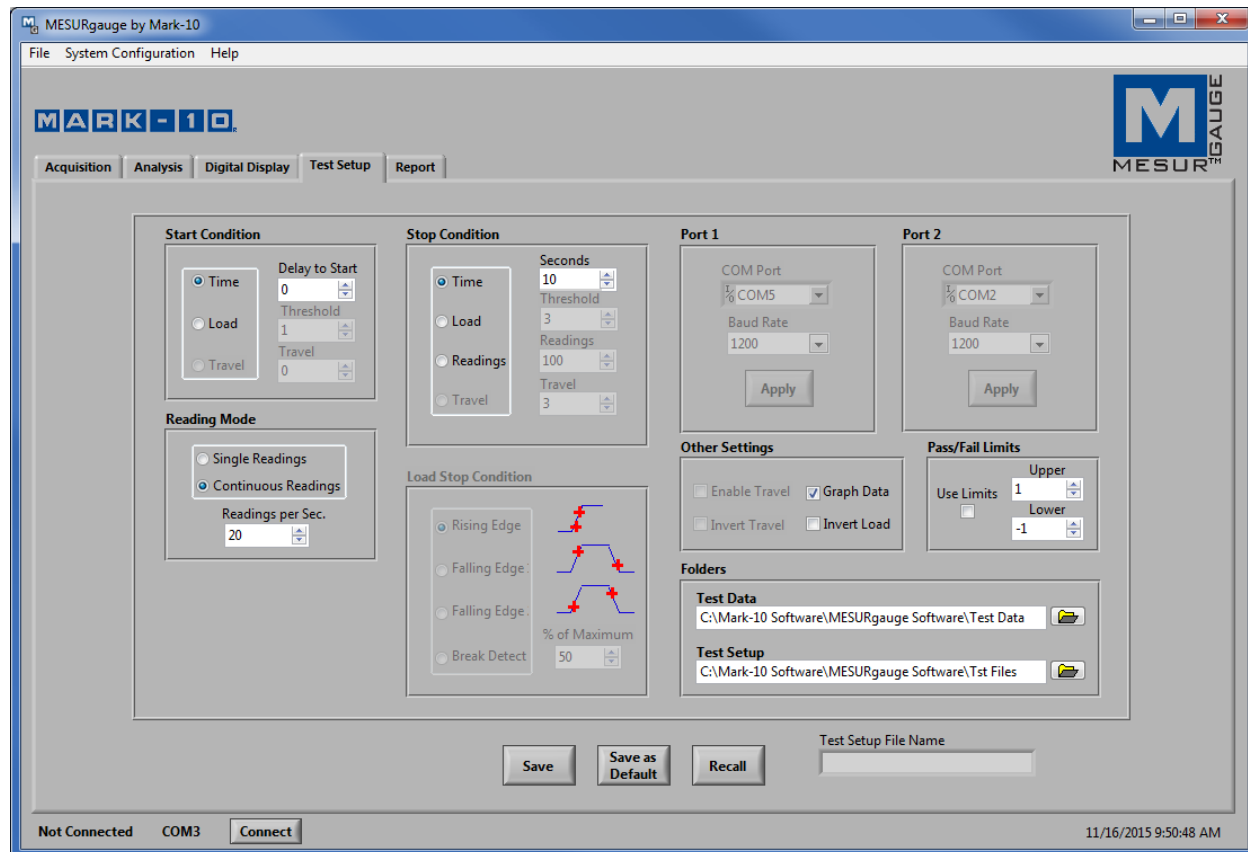 MESURgauge by Mark-10
File System Configuration Help
MARK-10®
MESUR™ GAUGE
Acquisition Analysis Digital Display Test Setup Report
Start Condition
Time
Load
Travel
Delay to Start
0
Threshold
1
Travel
0
Reading Mode
Single Readings
Continuous Readings
Readings per Sec.
20
Stop Condition
Time
Load
Readings
Travel
Seconds
10
Threshold
3
Readings
100
Travel
3
Load Stop Condition
Rising Edge
Falling Edge
Falling Edge
Break Detect
% of Maximum
50
Port 1
COM Port
COM5
Baud Rate
1200
Apply
Port 2
COM Port
COM2
Baud Rate
1200
Apply
Other Settings
Enable Travel
Graph Data
Invert Travel
Invert Load
Pass/Fail Limits
Use Limits
Upper
1
Lower
-1
Folders
Test Data
C:\Mark-10 Software\MESURgauge Software\Test Data
Test Setup
C:\Mark-10 Software\MESURgauge Software\Tst Files
Save
Save as
Default
Recall
Test Setup File Name
Not Connected COM3 Connect
11/16/2015 9:50:48 AM